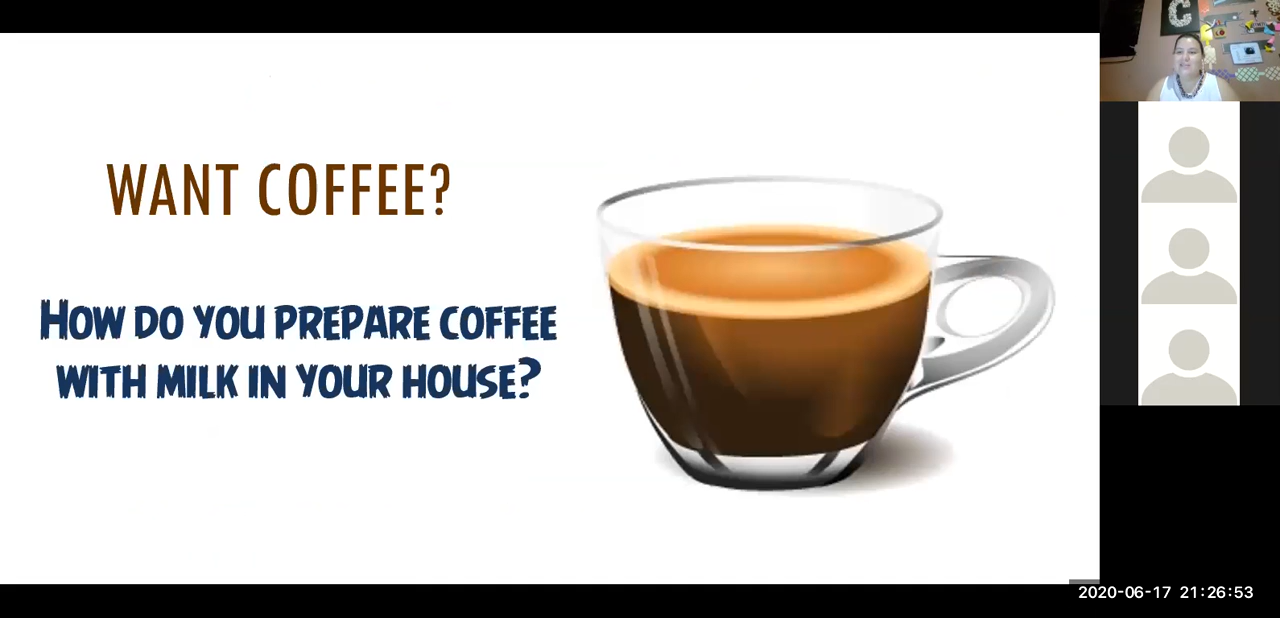 WANT COFFEE?
HOW DO YOU PREPARE COFFEE
WITH MILK IN YOUR HOUSE?
C
2020-06-17 21:26:53